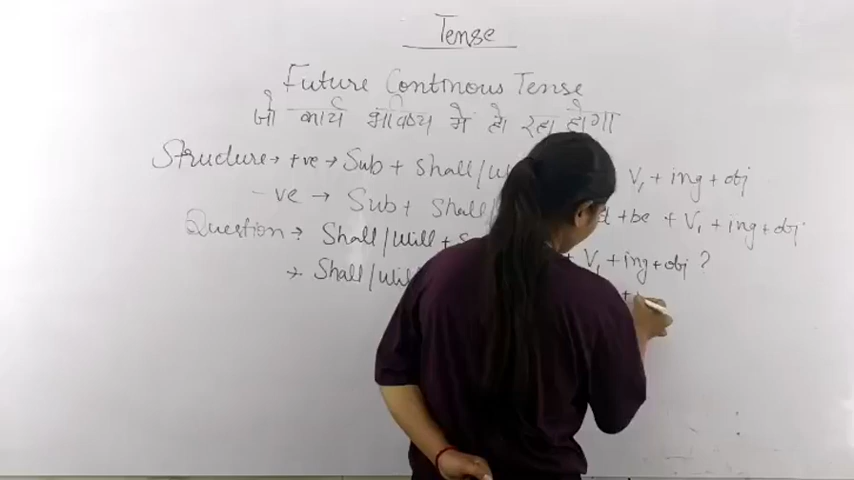 Tense
Future Continous Tense
जो कार्य भविष्य में हो रहा होगा
Structure → +ve → Sub + Shall/ V₁ + ing + obj
-ve → Sub + Shall/ + be + V₁ + ing + obj
Question → Shall/Will + + V₁ + ing + obj ?
→ Shall/Will +